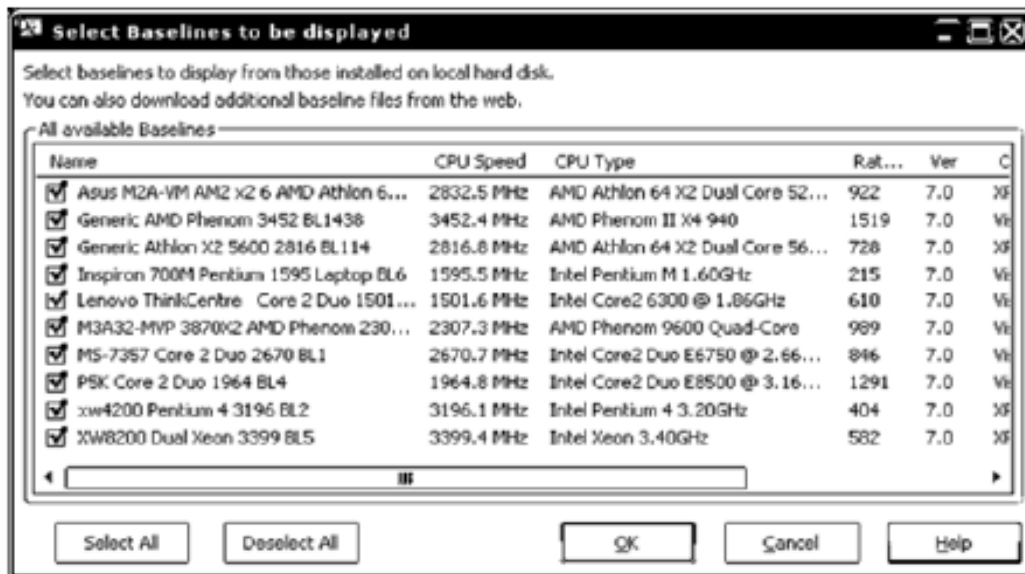 Select Baselines to be displayed
Select baselines to display from those installed on local hard disk.
You can also download additional baseline files from the web.
All available Baselines
Name CPU Speed CPU Type Rat... Ver C
Asus M2A-VM AM2 x2 6 AMD Athlon 6... 2832.5 MHz AMD Athlon 64 X2 Dual Core 52... 922 7.0 XP
Generic AMD Phenom 3452 BL1438 3452.4 MHz AMD Phenom II X4 940 1519 7.0 Vis
Generic Athlon X2 5600 2816 BL114 2816.8 MHz AMD Athlon 64 X2 Dual Core 56... 728 7.0 XP
Inspiron 700M Pentium 1595 Laptop BL6 1595.5 MHz Intel Pentium M 1.60GHz 215 7.0 Vis
Lenovo ThinkCentre Core 2 Duo 1501... 1501.6 MHz Intel Core2 6300 @ 1.86GHz 610 7.0 Vis
M3A32-MVP 3870X2 AMD Phenom 230... 2307.3 MHz AMD Phenom 9600 Quad-Core 989 7.0 Vis
MS-7357 Core 2 Duo 2670 BL1 2670.7 MHz Intel Core2 Duo E6750 @ 2.66... 846 7.0 Vis
P5K Core 2 Duo 1964 BL4 1964.8 MHz Intel Core2 Duo E8500 @ 3.16... 1291 7.0 Vis
xw4200 Pentium 4 3196 BL2 3196.1 MHz Intel Pentium 4 3.20GHz 404 7.0 XP
XW8200 Dual Xeon 3399 BL5 3399.4 MHz Intel Xeon 3.40GHz 582 7.0 XP
Select All Deselect All OK Cancel Help